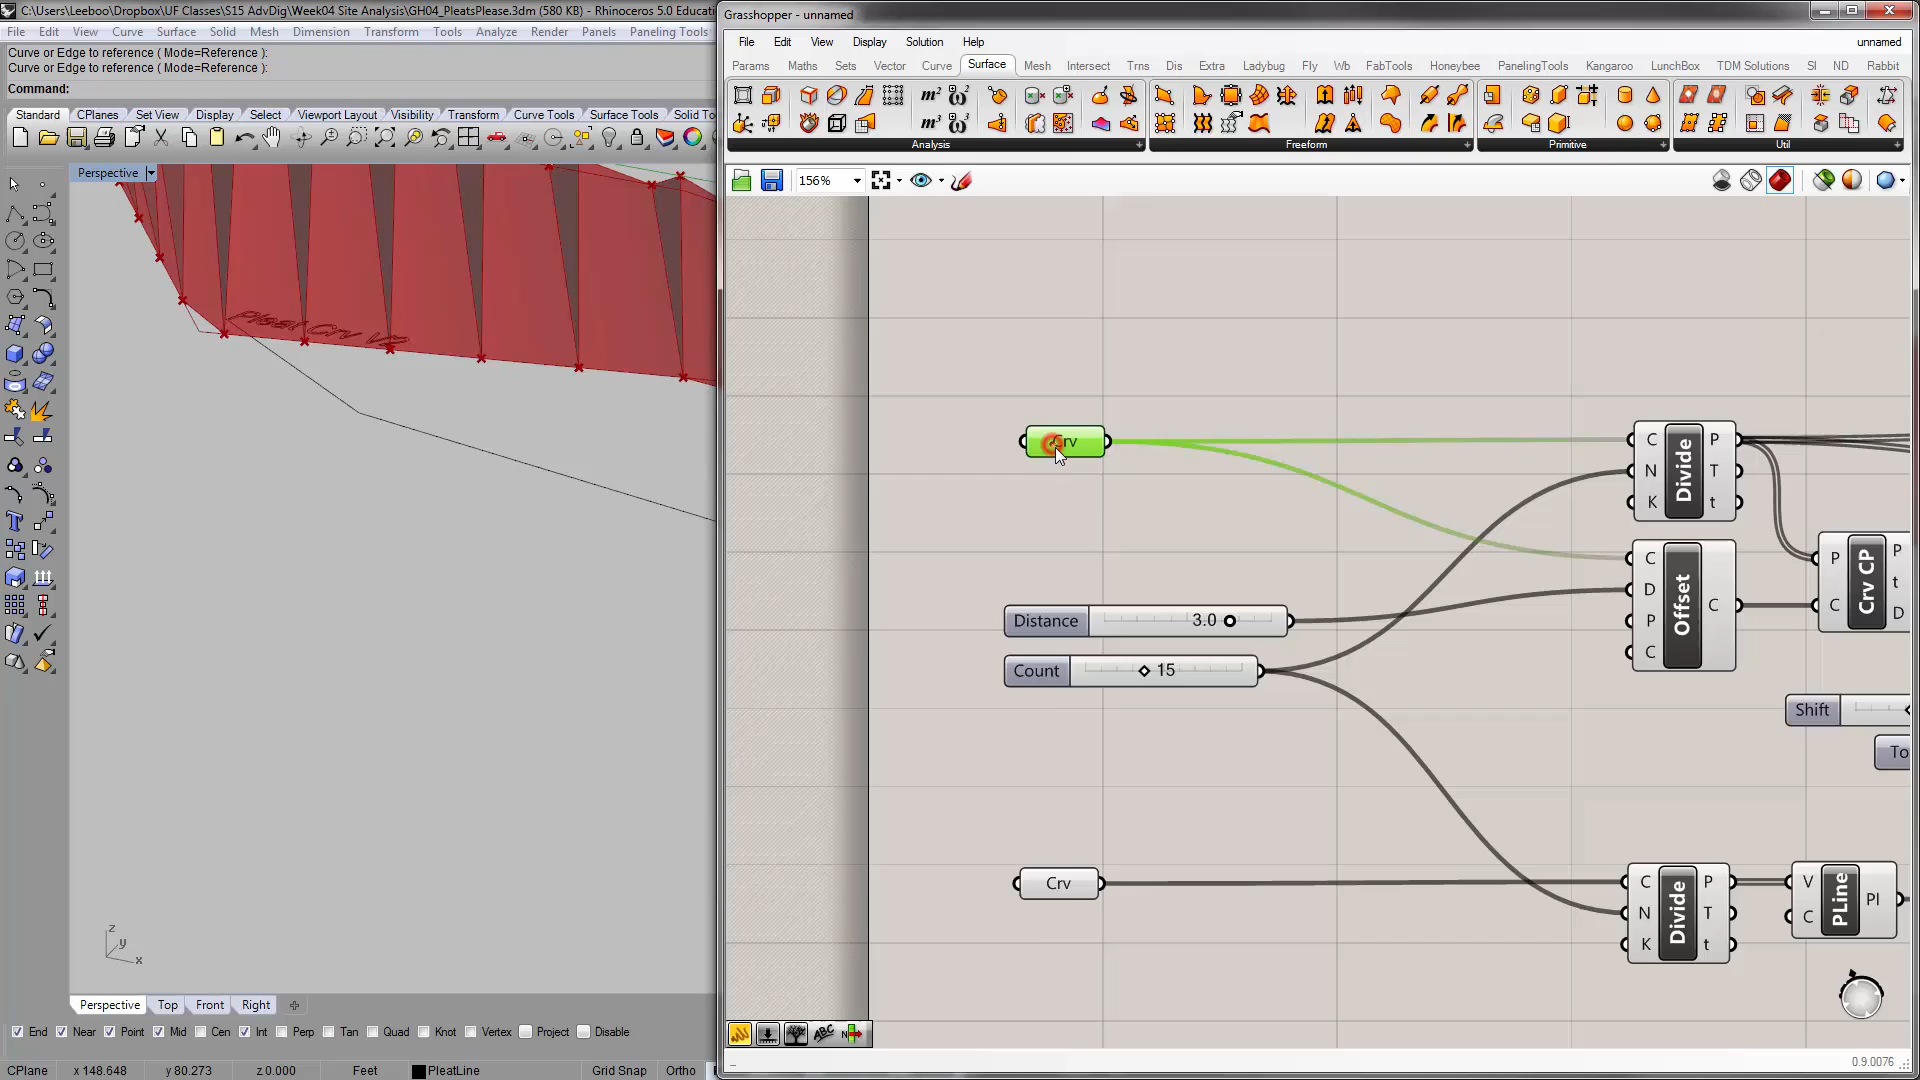 C:\Users\Leeboo\Dropbox\UF Classes\S15 AdvDig\Week04 Site Analysis\GH04_PleatsPlease.3dm (580 KB) - Rhinoceros 5.0 Educati
File Edit View Curve Surface Solid Mesh Dimension Transform Tools Analyze Render Panels Paneling Tools
Curve or Edge to reference ( Mode=Reference ):
Curve or Edge to reference ( Mode=Reference ):
Command:
Standard CPlanes Set View Display Select Viewport Layout Visibility Transform Curve Tools Surface Tools Solid To
Perspective
Pleat Crv V2
z
y
x
Perspective Top Front Right
End Near Point Mid Cen Int Perp Tan Quad Knot Vertex Project Disable
CPlane x 148.648 y 80.273 z 0.000 Feet PleatLine Grid Snap Ortho
Grasshopper - unnamed
File Edit View Display Solution Help unnamed
Params Maths Sets Vector Curve Surface Mesh Intersect Trns Dis Extra Ladybug Fly Wb FabTools Honeybee PanelingTools Kangaroo LunchBox TDM Solutions SI ND Rabbit
Analysis Freeform Primitive Util
156%
Crv
C N K Divide P T t
Distance 3.0
Count 15
C D P C Offset C
P C Crv CP P t D
Shift
To
Crv
C N K Divide P T t
V C PLine Pl
0.9.0076